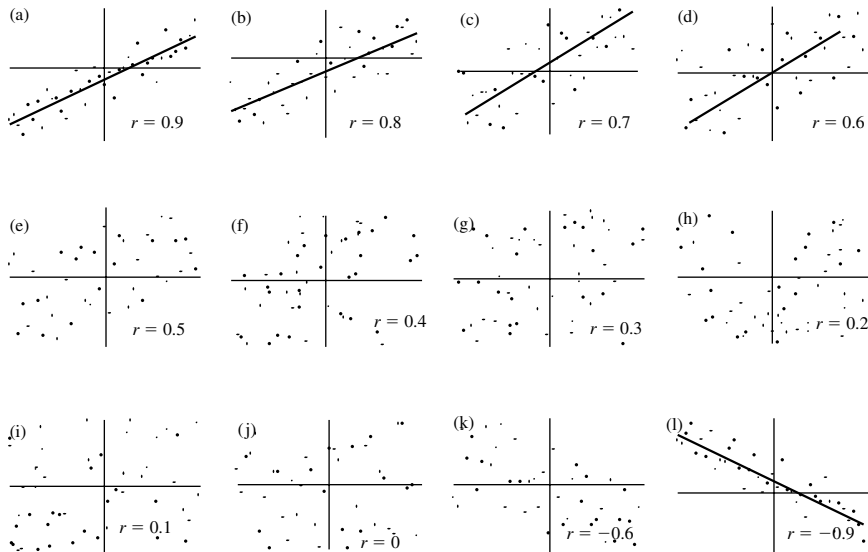 (a)
(b)
(c)
(d)
r = 0.9
r = 0.8
r = 0.7
r = 0.6
(e)
(f)
(g)
(h)
r = 0.5
r = 0.4
r = 0.3
r = 0.2
(i)
(j)
(k)
(l)
r = 0.1
r = 0
r = −0.6
r = −0.9